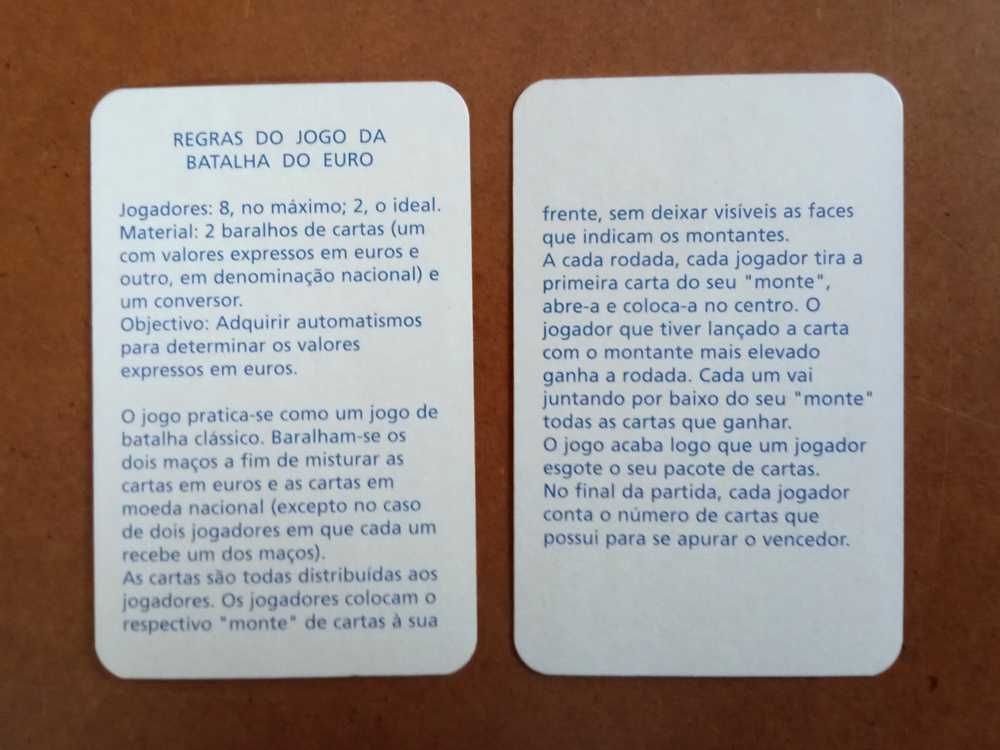 REGRAS DO JOGO DA
BATALHA DO EURO
Jogadores: 8, no máximo; 2, o ideal.
Material: 2 baralhos de cartas (um
com valores expressos em euros e
outro, em denominação nacional) e
um conversor.
Objectivo: Adquirir automatismos
para determinar os valores
expressos em euros.
O jogo pratica-se como um jogo de
batalha clássico. Baralham-se os
dois maços a fim de misturar as
cartas em euros e as cartas em
moeda nacional (excepto no caso
de dois jogadores em que cada um
recebe um dos maços).
As cartas são todas distribuídas aos
jogadores. Os jogadores colocam o
respectivo "monte" de cartas à sua
frente, sem deixar visíveis as faces
que indicam os montantes.
A cada rodada, cada jogador tira a
primeira carta do seu "monte",
abre-a e coloca-a no centro. O
jogador que tiver lançado a carta
com o montante mais elevado
ganha a rodada. Cada um vai
juntando por baixo do seu "monte"
todas as cartas que ganhar.
O jogo acaba logo que um jogador
esgote o seu pacote de cartas.
No final da partida, cada jogador
conta o número de cartas que
possui para se apurar o vencedor.